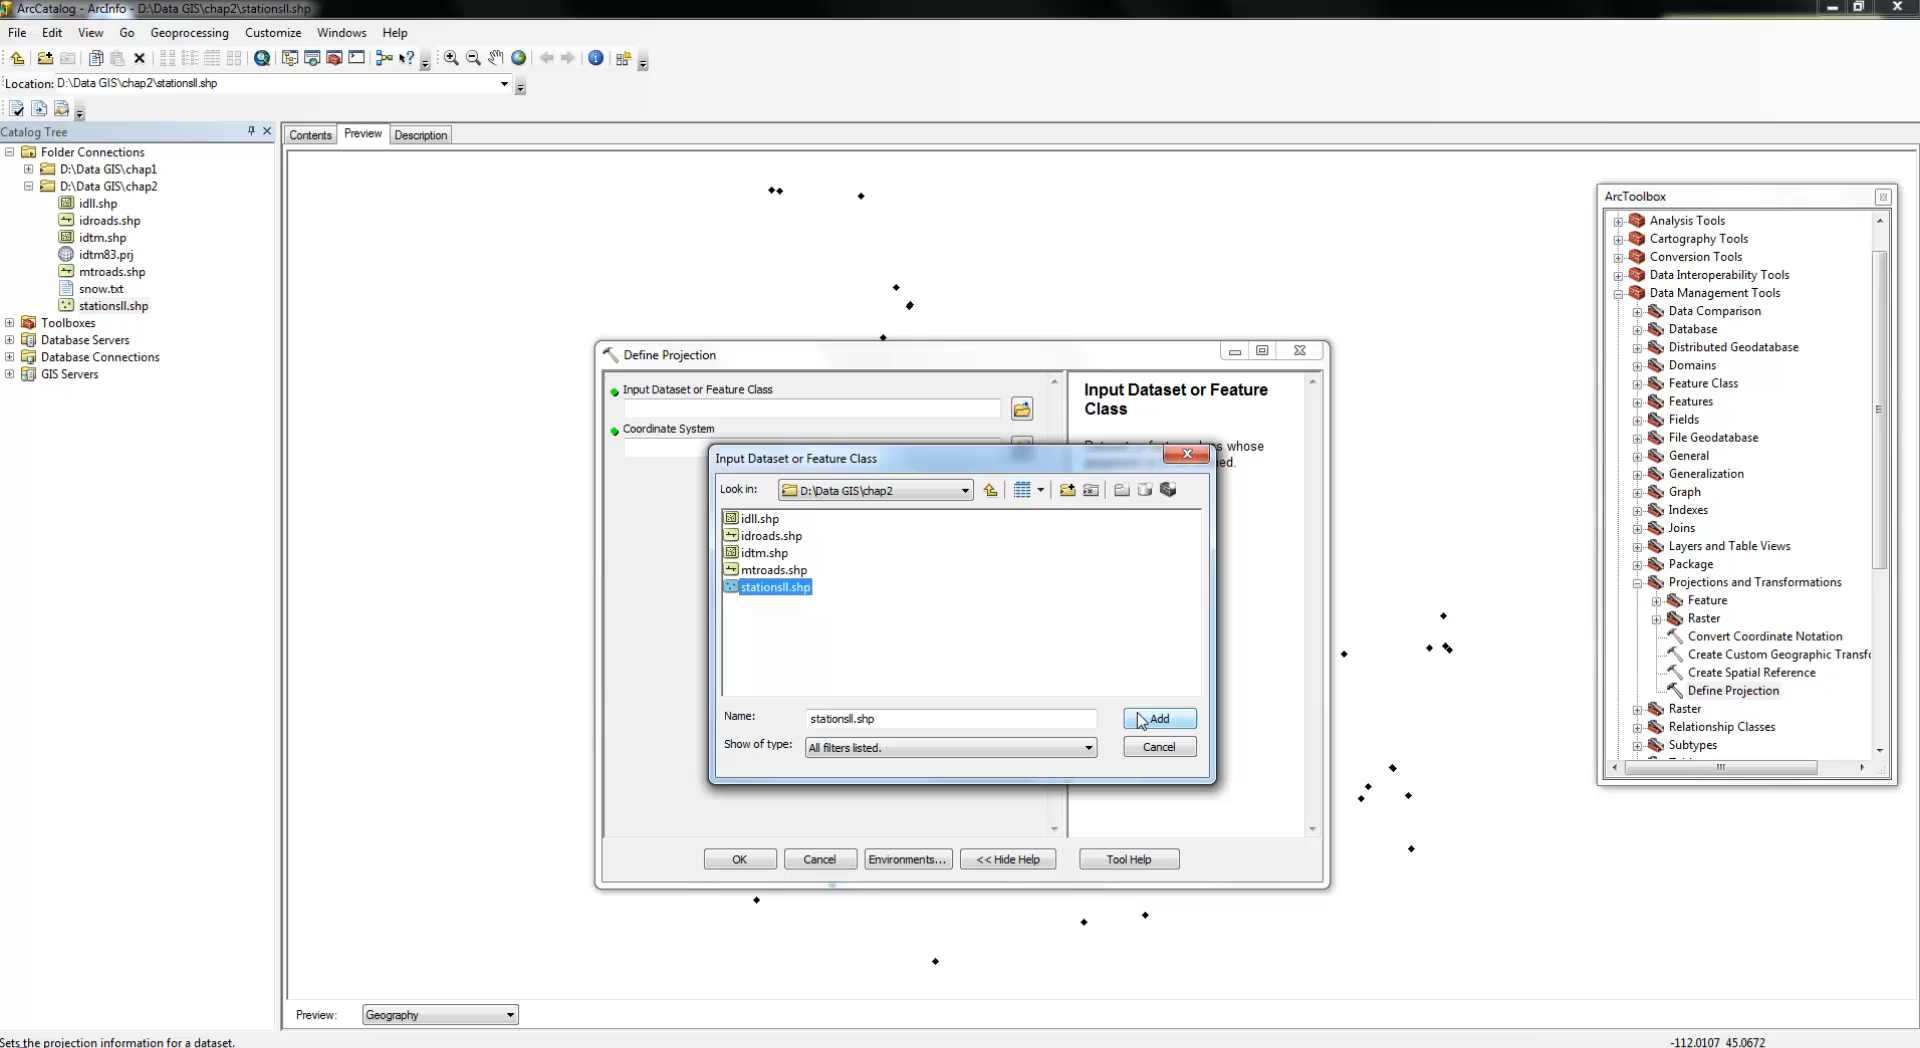 ArcCatalog - ArcInfo - D:\Data GIS\chap2\stationsll.shp
File Edit View Go Geoprocessing Customize Windows Help
Location: D:\Data GIS\chap2\stationsll.shp
Catalog Tree
Folder Connections
D:\Data GIS\chap1
D:\Data GIS\chap2
idll.shp
idroads.shp
idtm.shp
idtm83.prj
mtroads.shp
snow.txt
stationsll.shp
Toolboxes
Database Servers
Database Connections
GIS Servers
Contents Preview Description
Define Projection
Input Dataset or Feature Class
Coordinate System
Input Dataset or Feature
Class
whose
Input Dataset or Feature Class
Look in: D:\Data GIS\chap2
idll.shp
idroads.shp
idtm.shp
mtroads.shp
stationsll.shp
Name: stationsll.shp Add
Show of type: All filters listed. Cancel
OK Cancel Environments... << Hide Help Tool Help
ArcToolbox
Analysis Tools
Cartography Tools
Conversion Tools
Data Interoperability Tools
Data Management Tools
Data Comparison
Database
Distributed Geodatabase
Domains
Feature Class
Features
Fields
File Geodatabase
General
Generalization
Graph
Indexes
Joins
Layers and Table Views
Package
Projections and Transformations
Feature
Raster
Convert Coordinate Notation
Create Custom Geographic Transfo
Create Spatial Reference
Define Projection
Raster
Relationship Classes
Subtypes
Preview: Geography
Sets the projection information for a dataset. -112.0107 45.0672